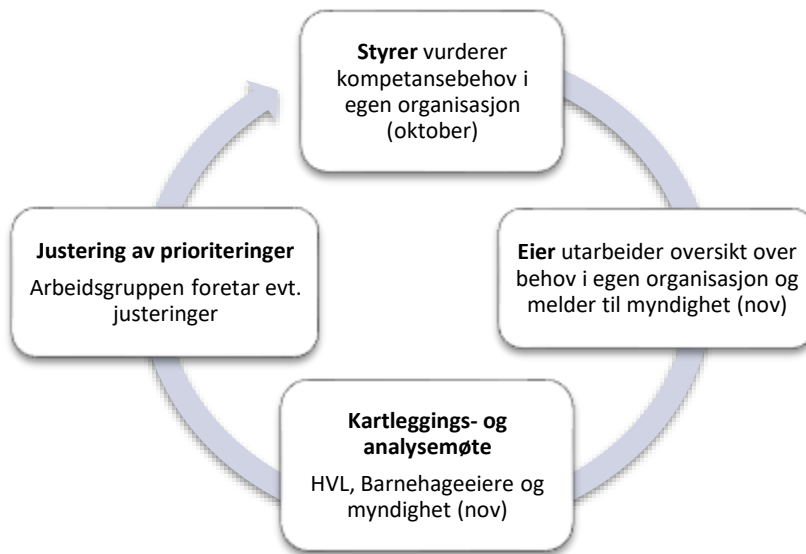 Styrer vurderer
kompetansebehov i
egen organisasjon
(oktober)
Eier utarbeider oversikt over
behov i egen organisasjon og
melder til myndighet (nov)
Kartleggings- og
analysemøte
HVL, Barnehageeiere og
myndighet (nov)
Justering av prioriteringer
Arbeidsgruppen foretar evt.
justeringer